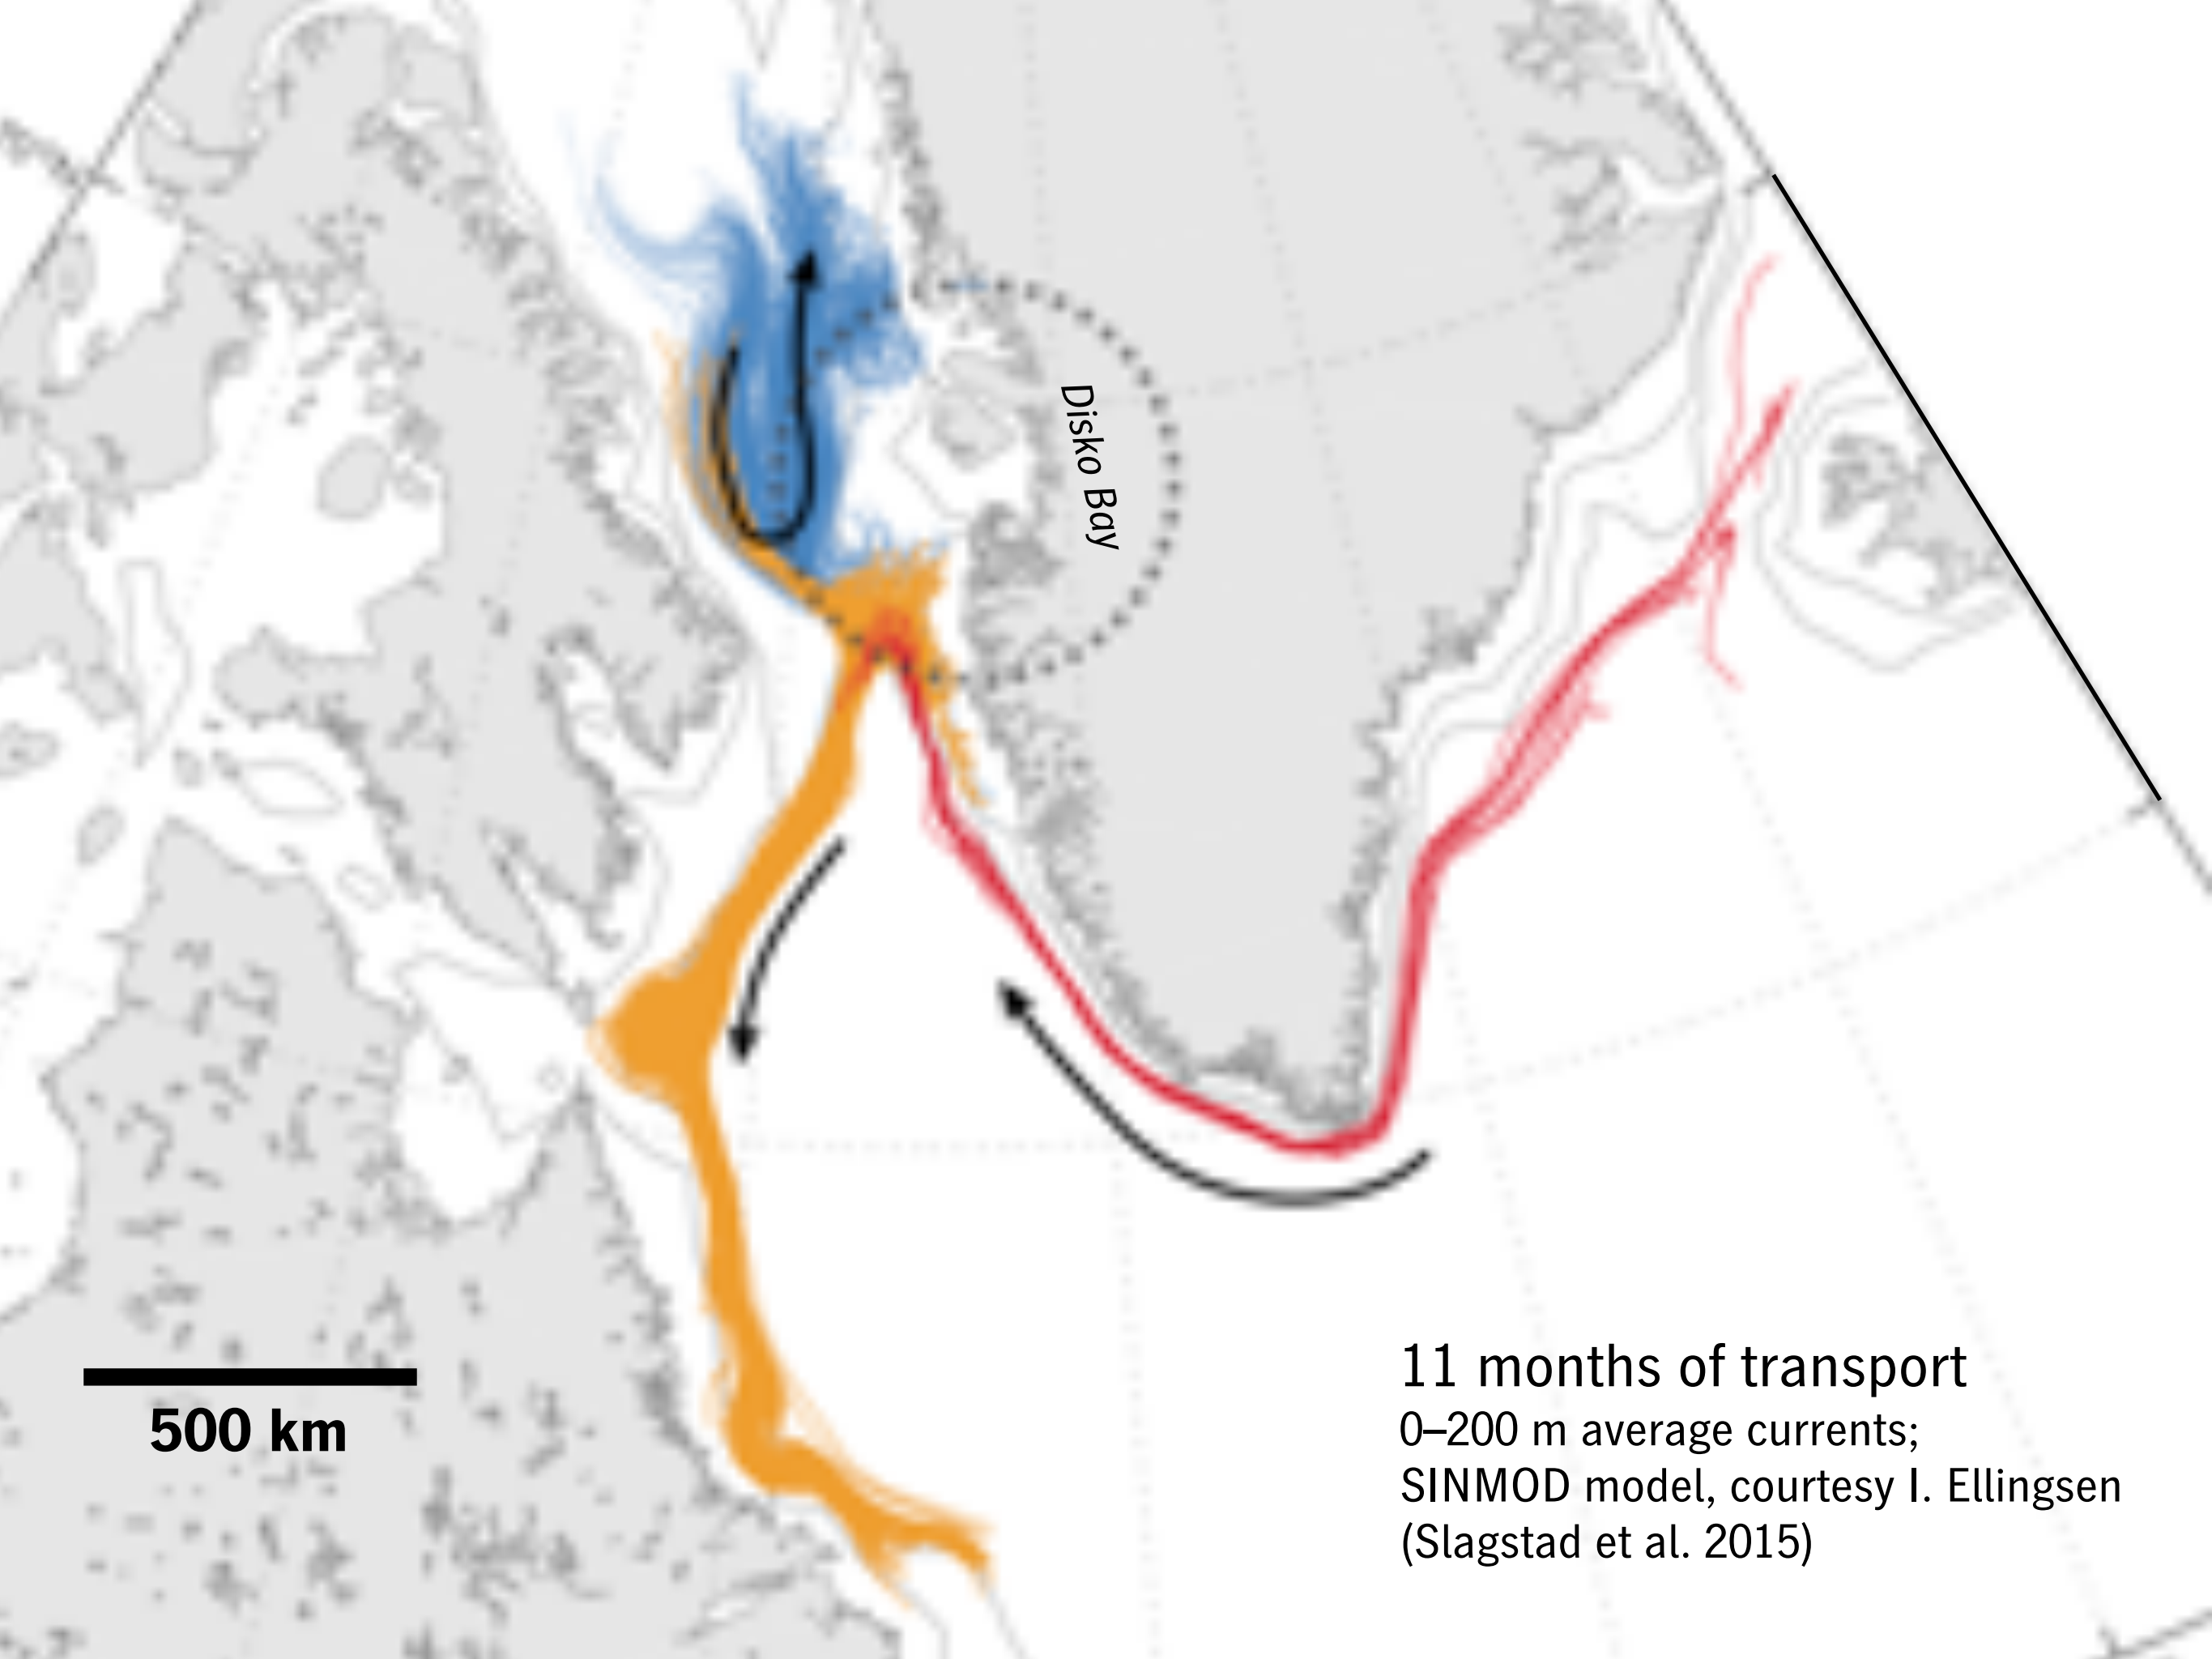 Disko Bay
11 months of transport
0–200 m average currents;
SINMOD model, courtesy I. Ellingsen
(Slagstad et al. 2015)
500 km